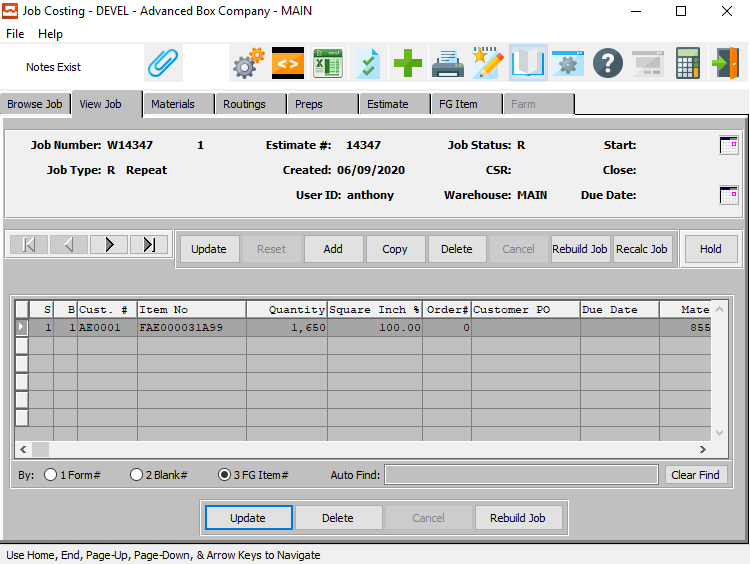 Job Costing - DEVEL - Advanced Box Company - MAIN
File Help
Notes Exist
Browse Job View Job Materials Routings Preps Estimate FG Item Farm
Job Number: W14347 1 Estimate #: 14347 Job Status: R Start:
Job Type: R Repeat Created: 06/09/2020 CSR: Close:
User ID: anthony Warehouse: MAIN Due Date:
Update Reset Add Copy Delete Cancel Rebuild Job Recalc Job Hold
S B Cust. # Item No Quantity Square Inch % Order# Customer PO Due Date Mate
1 1 AE0001 FAE000031A99 1,650 100.00 0 855
By: 1 Form# 2 Blank# 3 FG Item# Auto Find: Clear Find
Update Delete Cancel Rebuild Job
Use Home, End, Page-Up, Page-Down, & Arrow Keys to Navigate